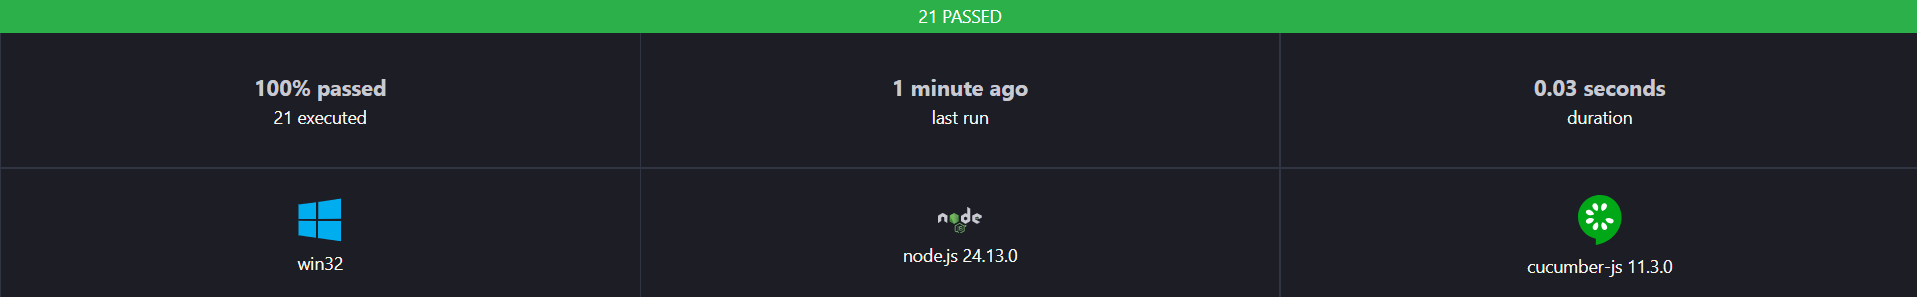 21 PASSED
100% passed
21 executed
1 minute ago
last run
0.03 seconds
duration
win32
node
node.js 24.13.0
cucumber-js 11.3.0